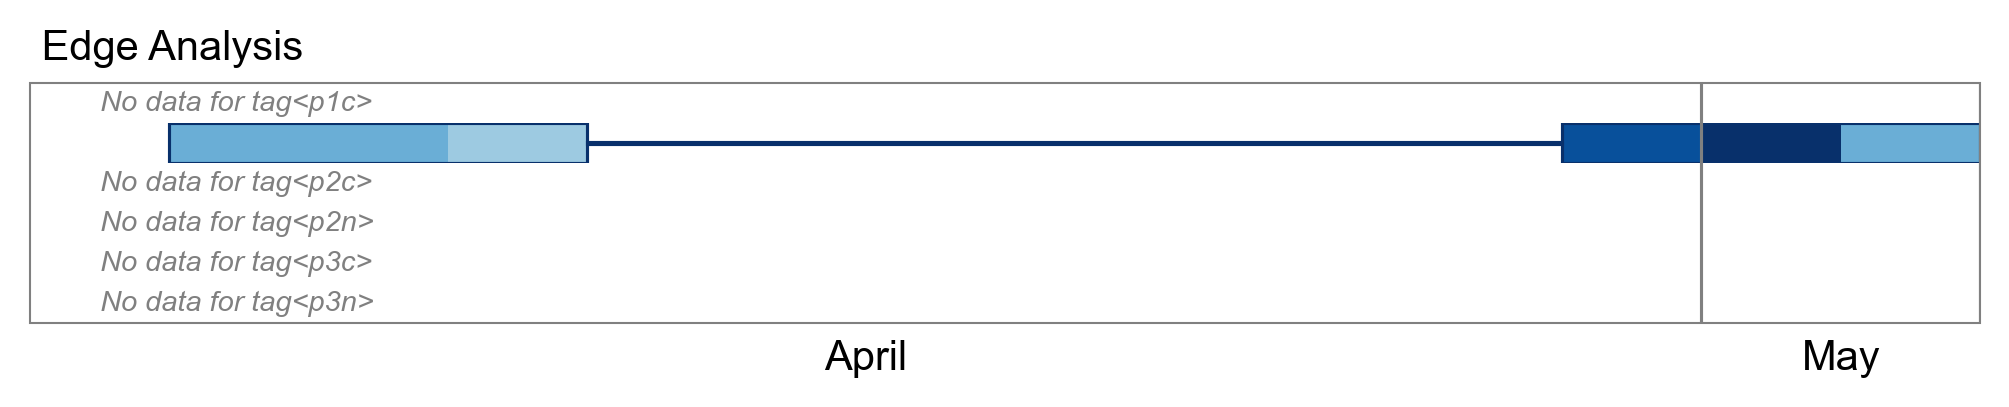 Edge Analysis
No data for tag<p1c>
No data for tag<p2c>
No data for tag<p2n>
No data for tag<p3c>
No data for tag<p3n>
April May